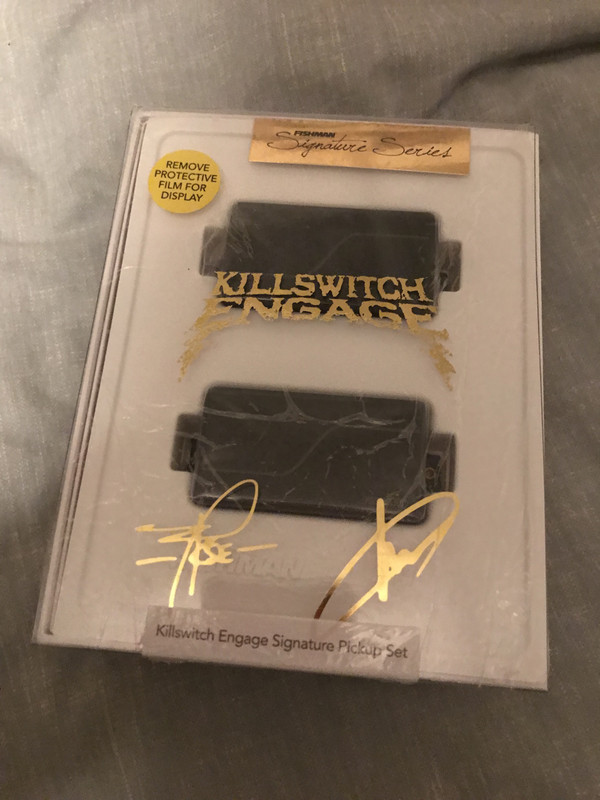 FISHMAN
Signature Series
REMOVE
PROTECTIVE
FILM FOR
DISPLAY
KILLSWITCH
ENGAGE
Killswitch Engage Signature Pickup Set